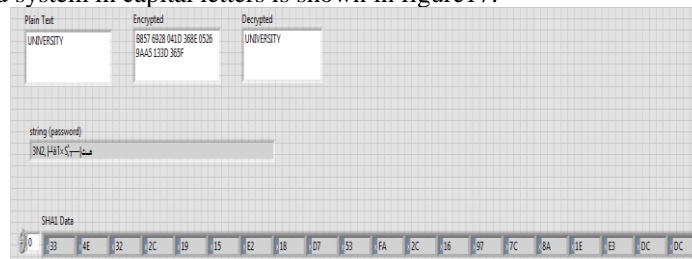 d system in capital letters is shown in figure17.
Plain Text Encrypted Decrypted
UNIVERSITY B857 6928 041D 368E 0526 UNIVERSITY
9AA5 133D 365F
string (password)
SHA1 Data
0 33 4E 32 2C 19 15 E2 18 D7 53 FA 2C 16 97 7C 8A 1E E3 DC DC